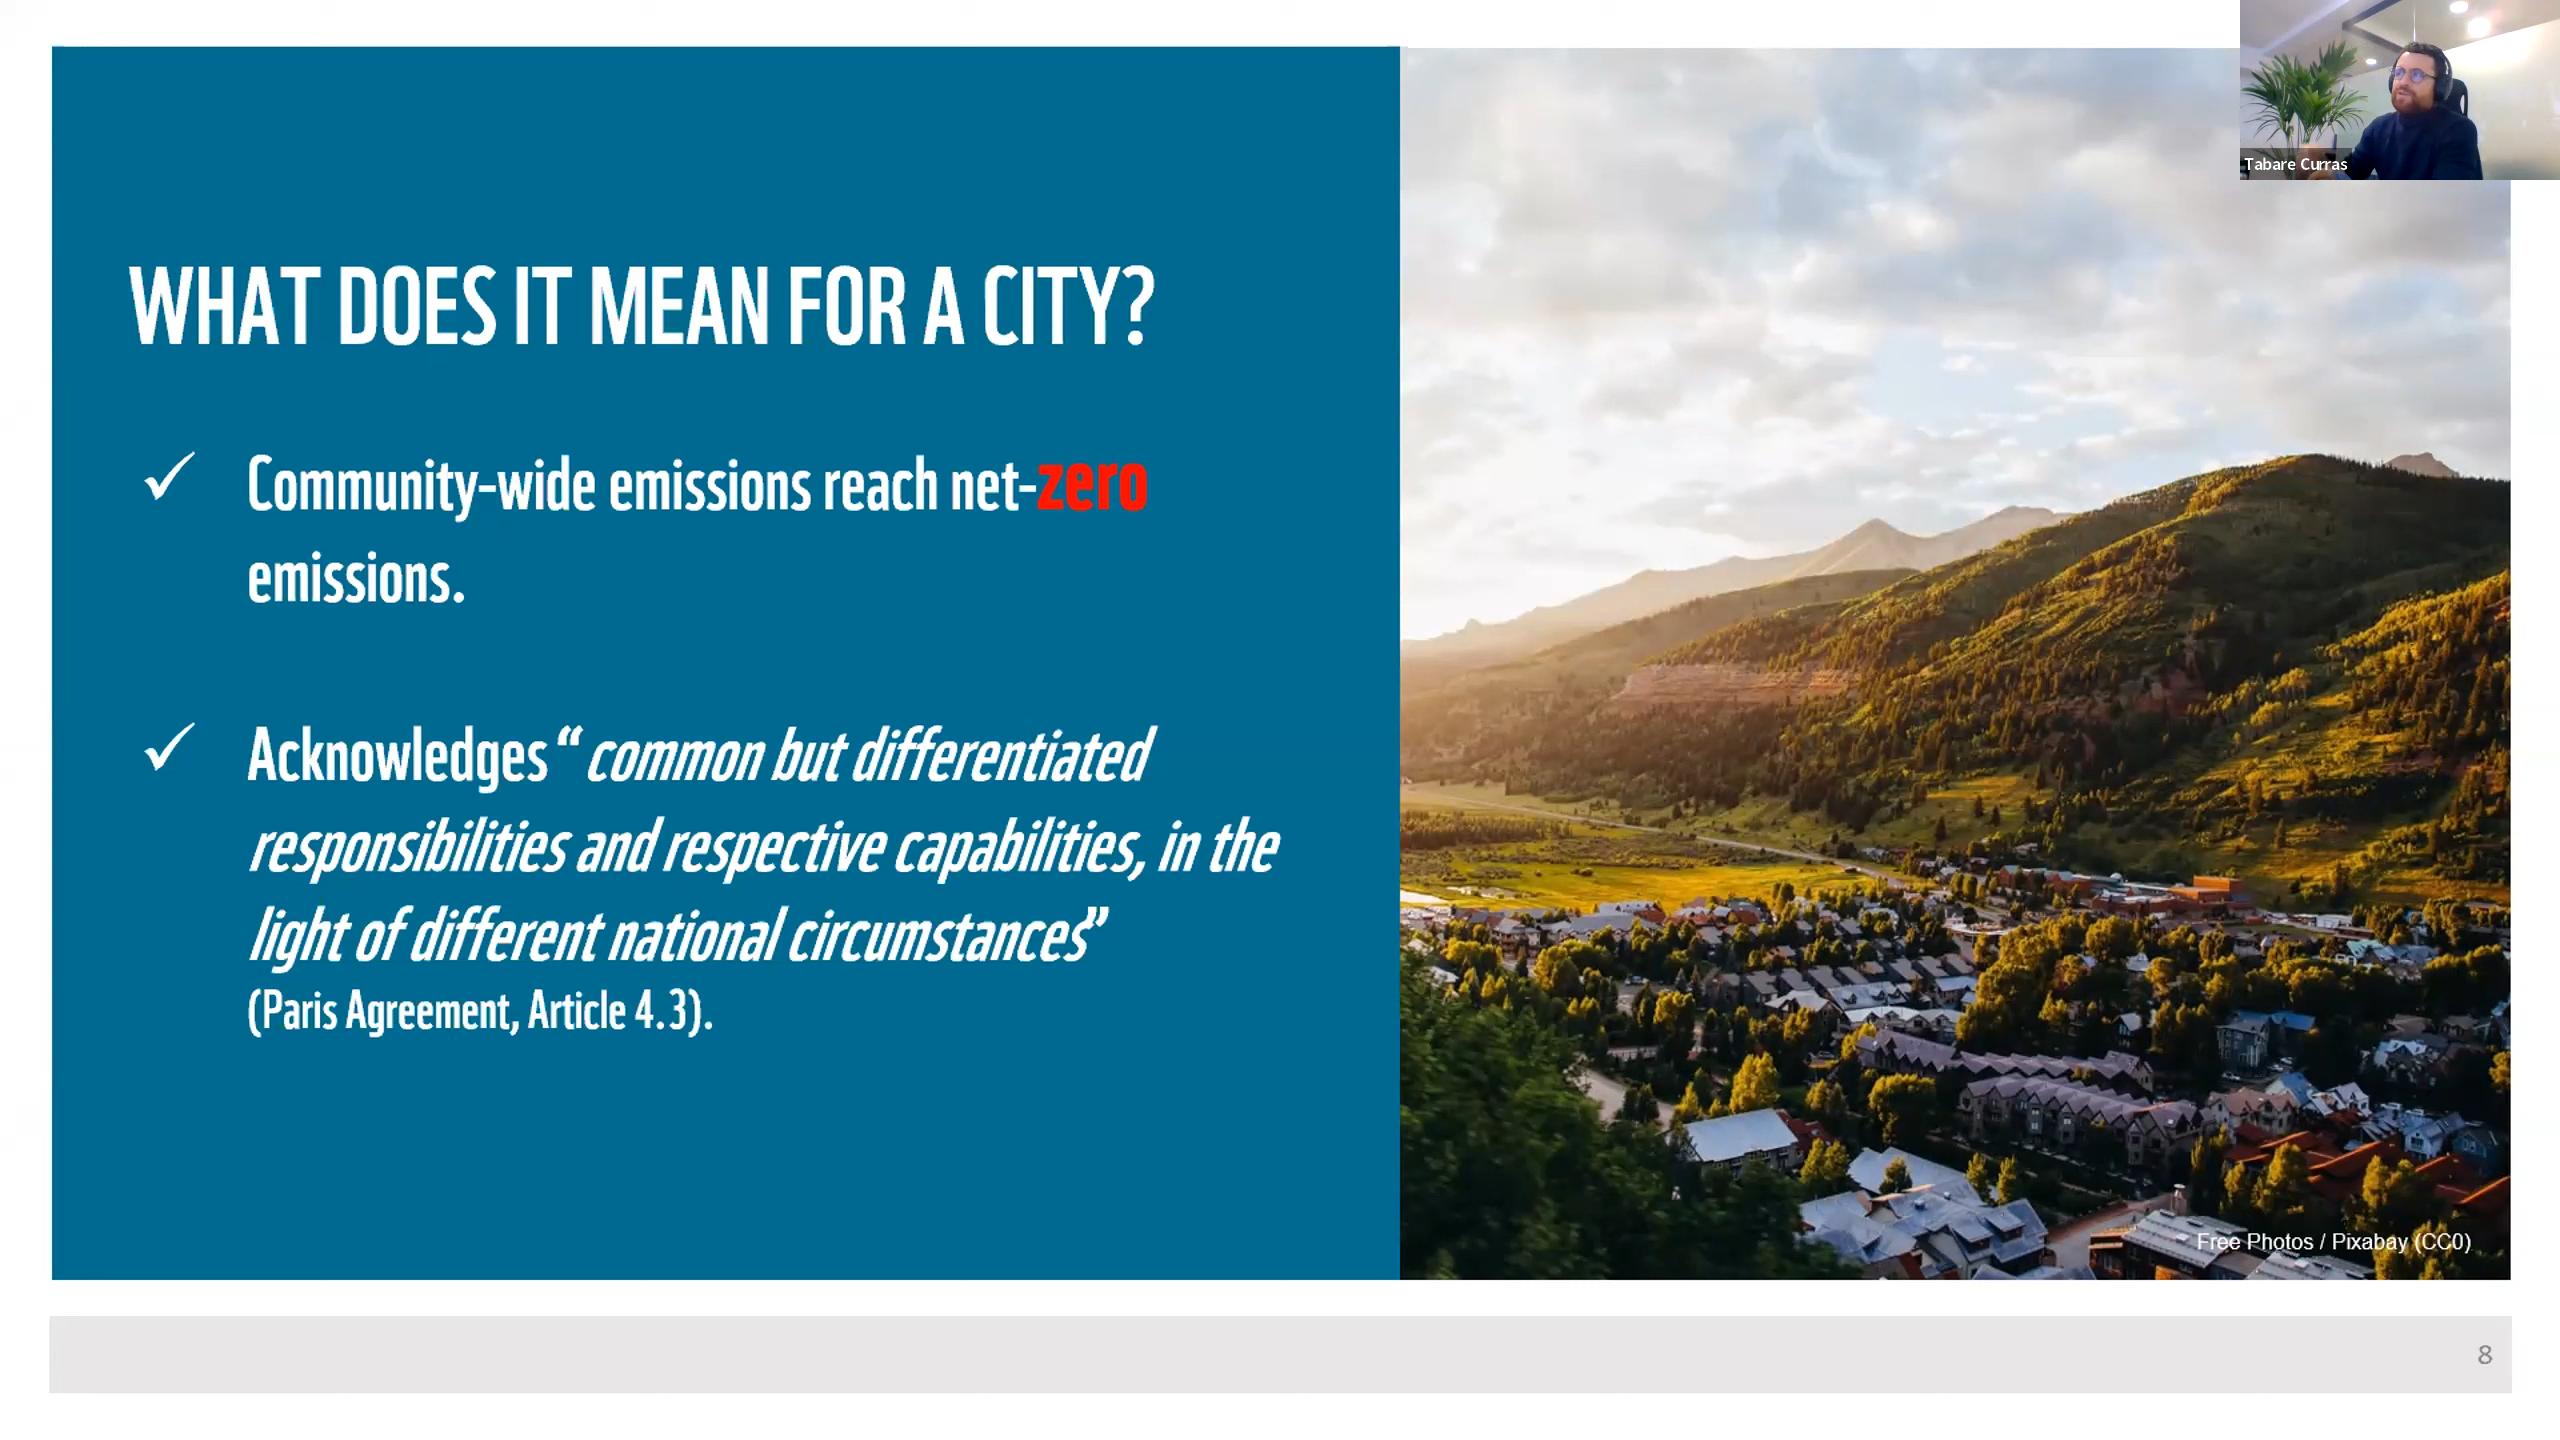 Tabare Curras
WHAT DOES IT MEAN FOR A CITY?
✓ Community-wide emissions reach net-zero
emissions.
✓ Acknowledges “ common but differentiated
responsibilities and respective capabilities, in the
light of different national circumstances”
(Paris Agreement, Article 4.3).
Free Photos / Pixabay (CC0)
8